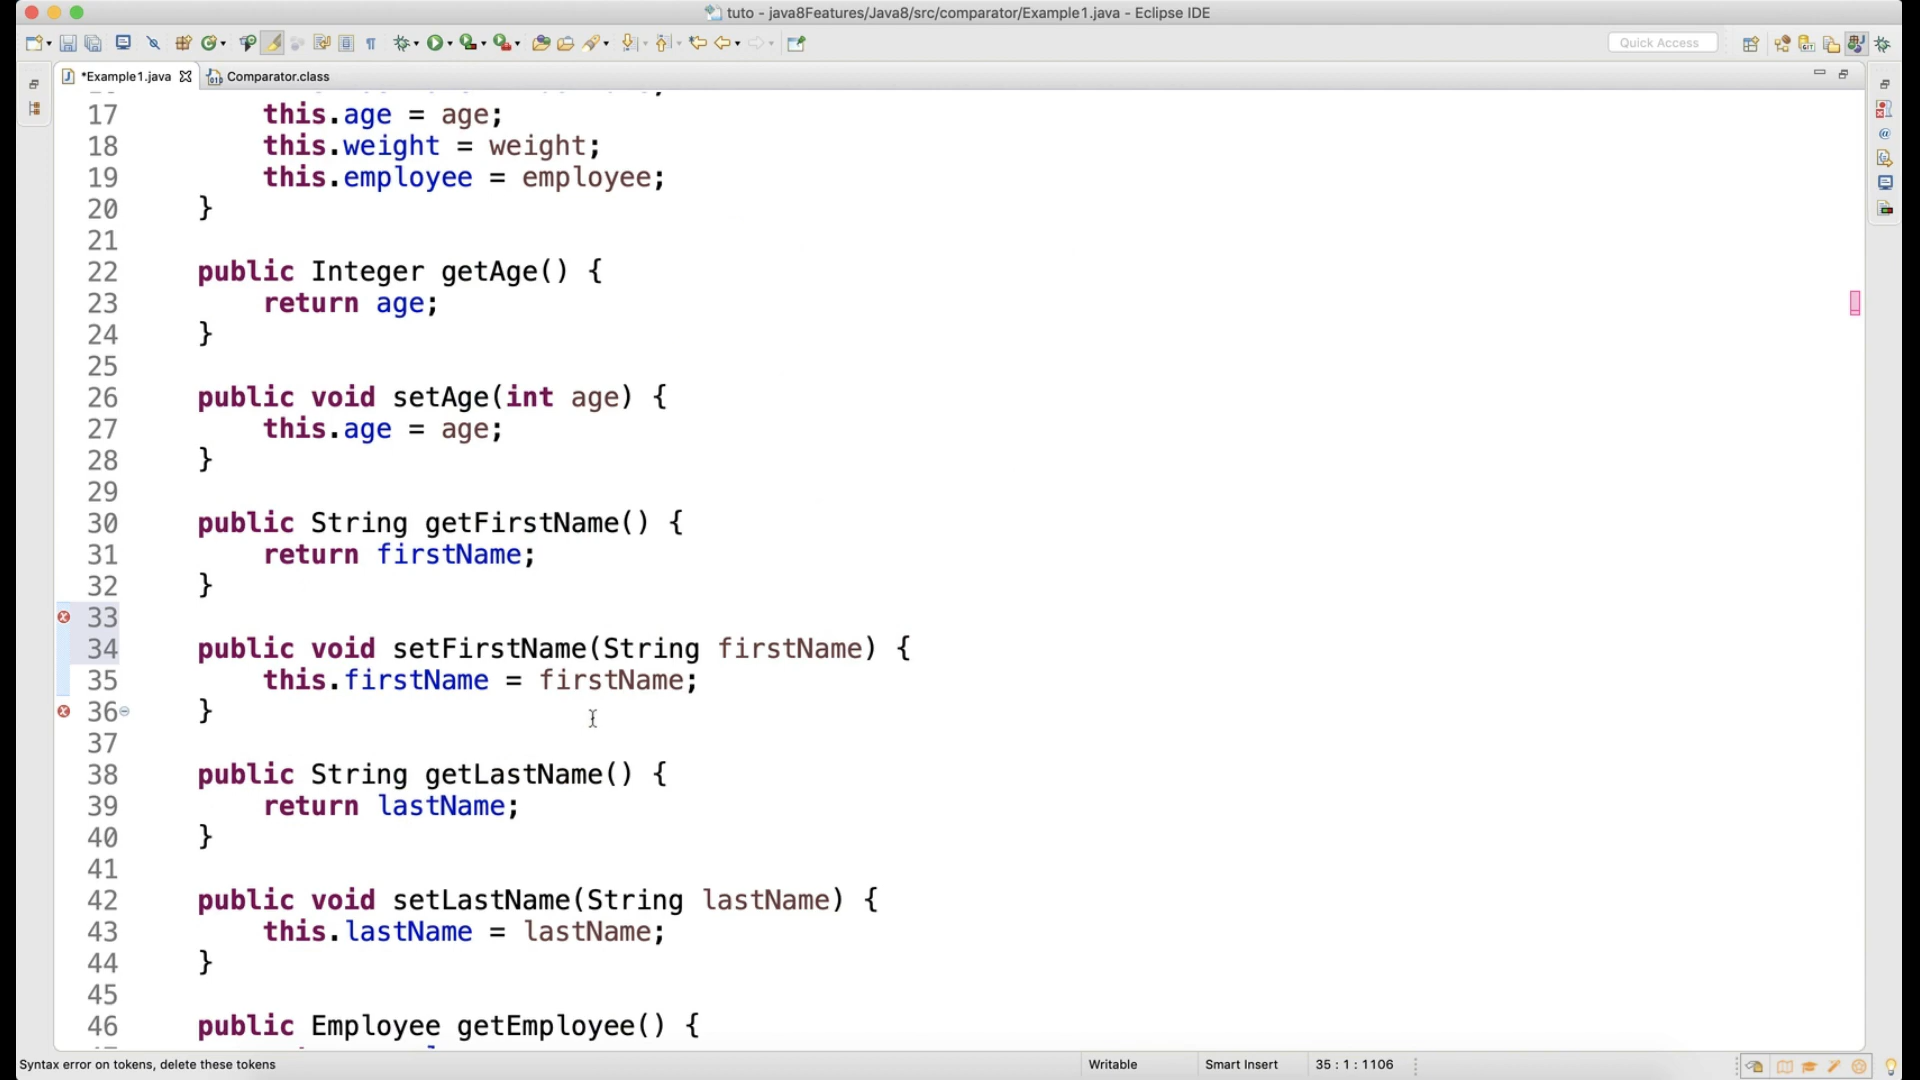 tuto - java8Features/Java8/src/comparator/Example1.java - Eclipse IDE
Quick Access
*Example1.java
Comparator.class
17 this.age = age;
18 this.weight = weight;
19 this.employee = employee;
20 }
21
22 public Integer getAge() {
23 return age;
24 }
25
26 public void setAge(int age) {
27 this.age = age;
28 }
29
30 public String getFirstName() {
31 return firstName;
32 }
33
34 public void setFirstName(String firstName) {
35 this.firstName = firstName;
36 }
37
38 public String getLastName() {
39 return lastName;
40 }
41
42 public void setLastName(String lastName) {
43 this.lastName = lastName;
44 }
45
46 public Employee getEmployee() {
Syntax error on tokens, delete these tokens
Writable
Smart Insert
35 : 1 : 1106